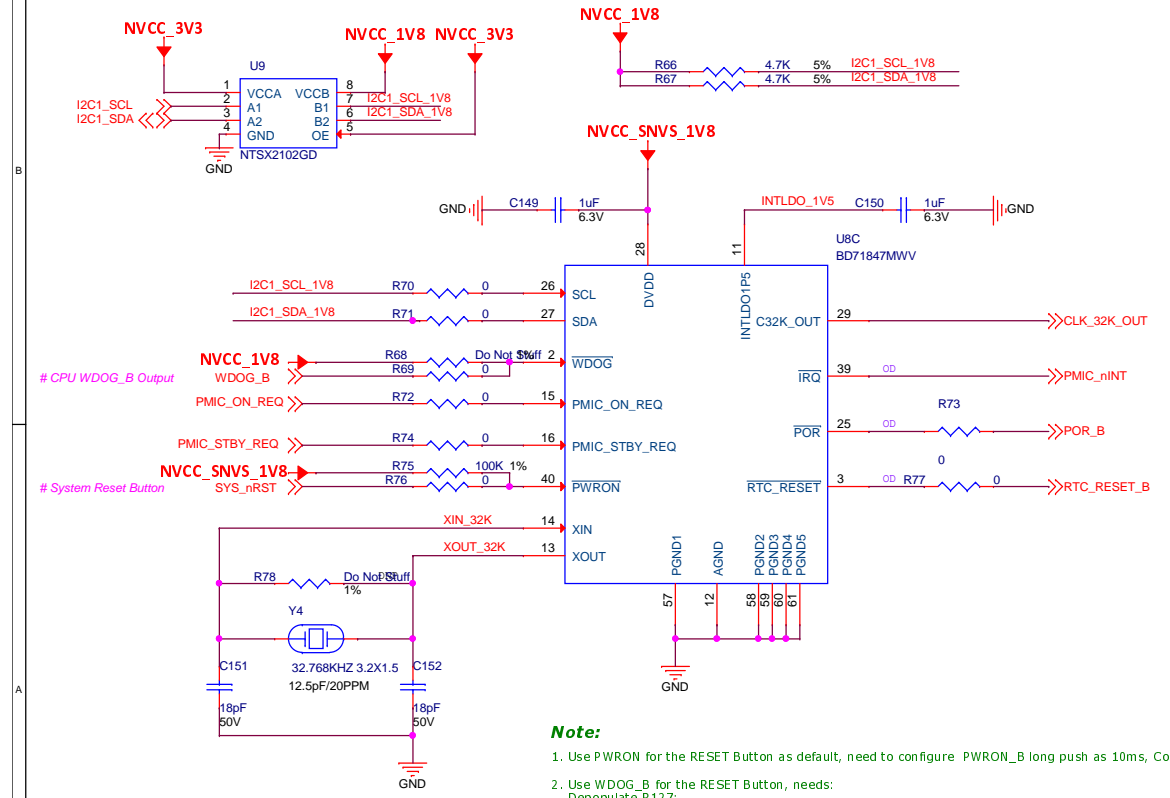 NVCC_3V3
NVCC_1V8
NVCC_3V3
NVCC_1V8
U9
R66 4.7K 5% I2C1_SCL_1V8
R67 4.7K 5% I2C1_SDA_1V8
1 VCCA VCCB 8
I2C1_SCL 2 A1 B1 7 I2C1_SCL_1V8
I2C1_SDA 3 A2 B2 6 I2C1_SDA_1V8
4 GND OE 5
NTSX2102GD
GND
NVCC_SNVS_1V8
B
GND C149 1uF
6.3V
INTLDO_1V5 C150 1uF GND
6.3V
28
11
U8C
BD71847MWV
DVDD
INTLDO1P5
I2C1_SCL_1V8 R70 0 26 SCL
I2C1_SDA_1V8 R71 0 27 SDA
C32K_OUT 29 CLK_32K_OUT
NVCC_1V8 R68 Do Not Stuff 1% 2 WDOG
# CPU WDOG_B Output WDOG_B R69 0
IRQ 39 OD PMIC_nINT
PMIC_ON_REQ R72 0 15 PMIC_ON_REQ
R73
POR 25 OD POR_B
0
PMIC_STBY_REQ R74 0 16 PMIC_STBY_REQ
NVCC_SNVS_1V8 R75 100K 1%
# System Reset Button SYS_nRST R76 0 40 PWRON
RTC_RESET 3 OD R77 0 RTC_RESET_B
XIN_32K 14 XIN
XOUT_32K 13 XOUT
PGND1
AGND
PGND2
PGND3
PGND4
PGND5
57
12
58
59
60
61
GND
R78 Do Not Stuff
1%
Y4
C151 32.768KHZ 3.2X1.5 C152
12.5pF/20PPM
18pF 18pF
50V 50V
A
GND
Note:
1. Use PWRON for the RESET Button as default, need to configure PWRON_B long push as 10ms, Co
2. Use WDOG_B for the RESET Button, needs:
Depopulate R127;